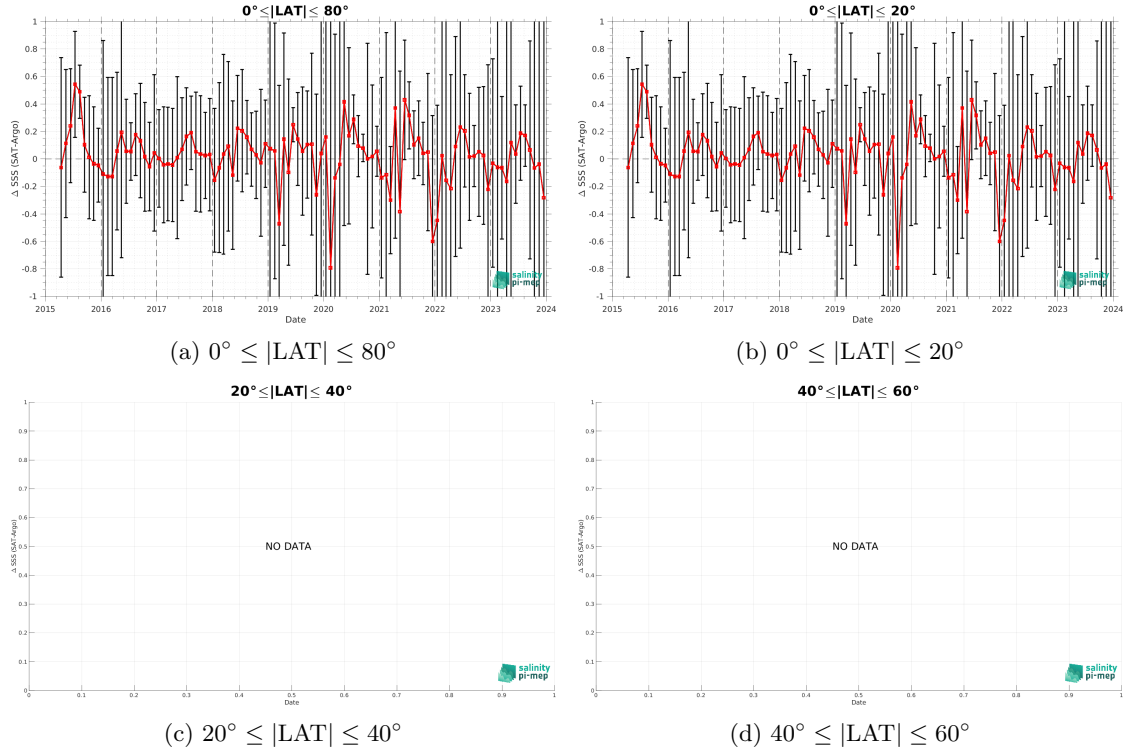 0°≤|LAT|≤ 80°
1
0.8
0.6
0.4
0.2
0
-0.2
-0.4
-0.6
-0.8
-1
Δ SSS (SAT-Argo)
2015 2016 2017 2018 2019 2020 2021 2022 2023 2024
Date
salinity
pi-mep
(a) 0° ≤ |LAT| ≤ 80°
0°≤|LAT|≤ 20°
1
0.8
0.6
0.4
0.2
0
-0.2
-0.4
-0.6
-0.8
-1
Δ SSS (SAT-Argo)
2015 2016 2017 2018 2019 2020 2021 2022 2023 2024
Date
salinity
pi-mep
(b) 0° ≤ |LAT| ≤ 20°
20°≤|LAT|≤ 40°
1
0.9
0.8
0.7
0.6
0.5
0.4
0.3
0.2
0.1
0
Δ SSS (SAT-Argo)
NO DATA
0 0.1 0.2 0.3 0.4 0.5 0.6 0.7 0.8 0.9 1
Date
salinity
pi-mep
(c) 20° ≤ |LAT| ≤ 40°
40°≤|LAT|≤ 60°
1
0.9
0.8
0.7
0.6
0.5
0.4
0.3
0.2
0.1
0
Δ SSS (SAT-Argo)
NO DATA
0 0.1 0.2 0.3 0.4 0.5 0.6 0.7 0.8 0.9 1
Date
salinity
pi-mep
(d) 40° ≤ |LAT| ≤ 60°